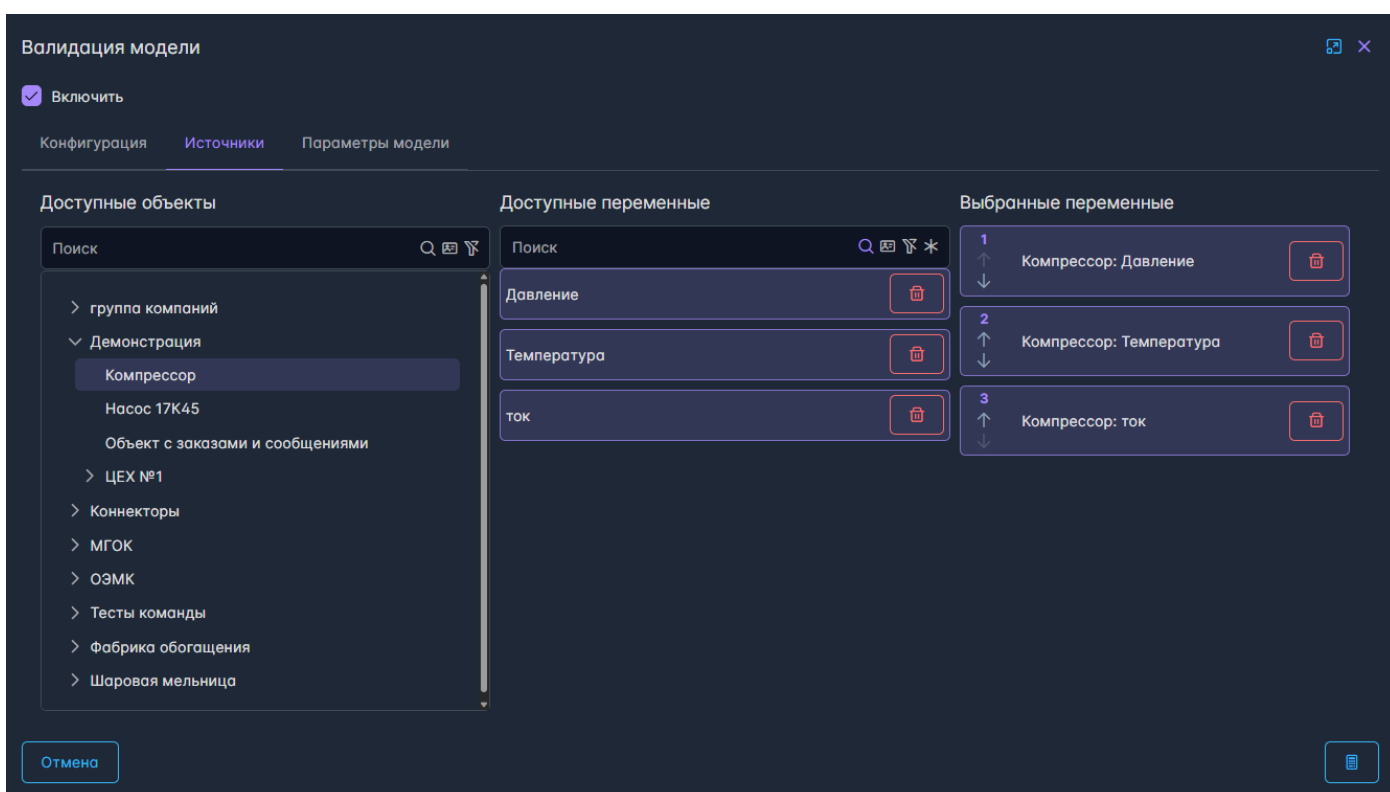 Валидация модели
Включить
Конфигурация Источники Параметры модели
Доступные объекты
Поиск
группа компаний
Демонстрация
Компрессор
Насос 17К45
Объект с заказами и сообщениями
ЦЕХ №1
Коннекторы
МГОК
ОЭМК
Тесты команды
Фабрика обогащения
Шаровая мельница
Доступные переменные
Поиск
Давление
Температура
ток
Выбранные переменные
1
Компрессор: Давление
2
Компрессор: Температура
3
Компрессор: ток
Отмена